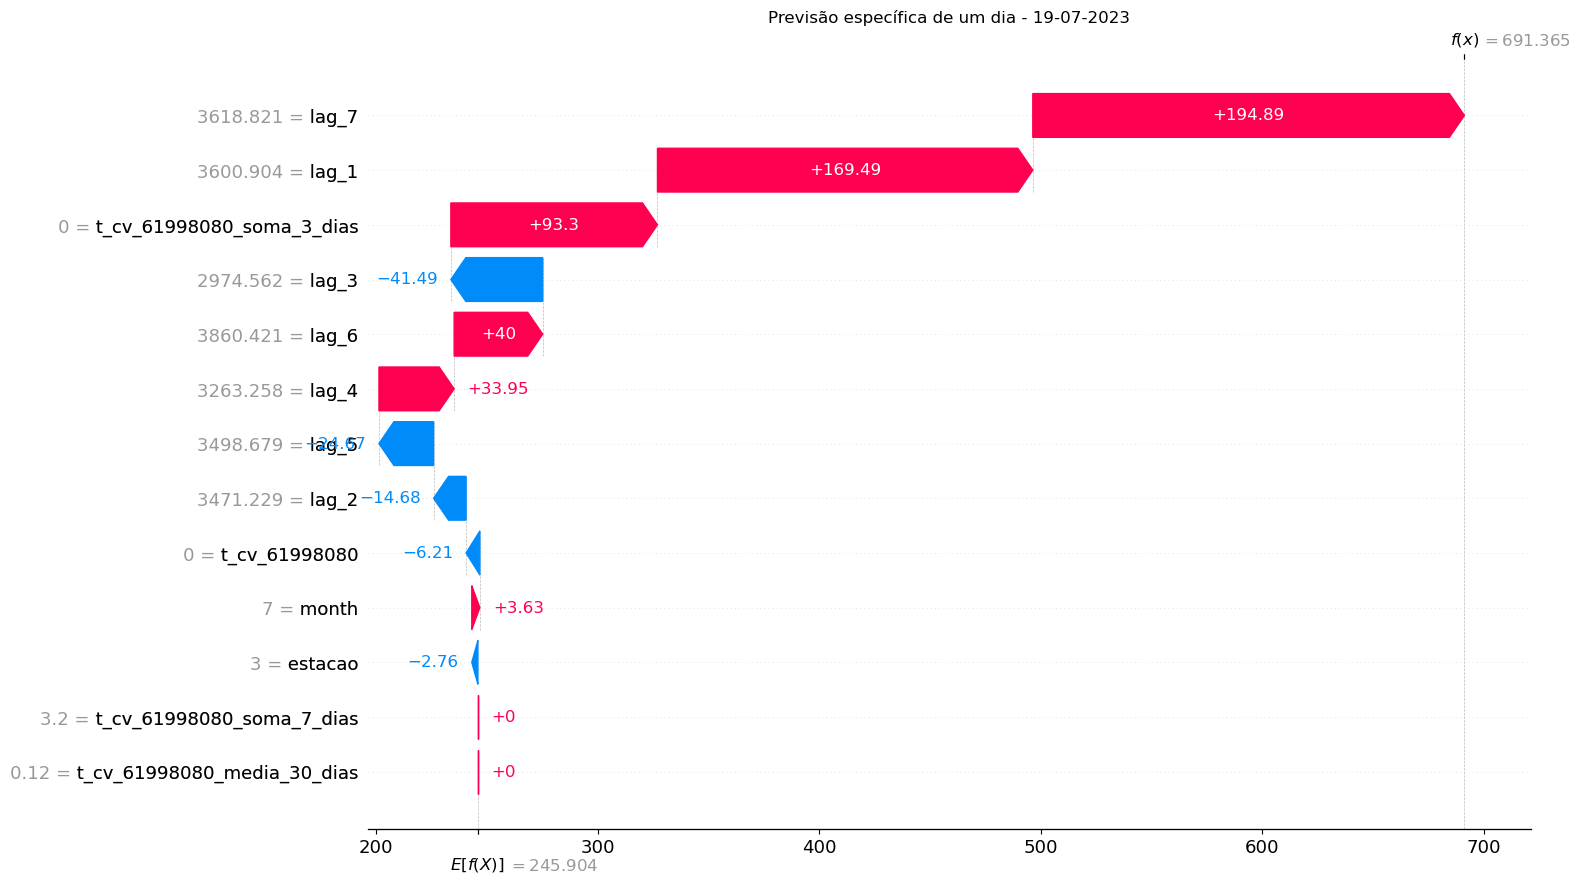 Previsão específica de um dia - 19-07-2023
f(x) = 691.365
3618.821 = lag_7 +194.89
3600.904 = lag_1 +169.49
0 = t_cv_61998080_soma_3_dias +93.3
2974.562 = lag_3 −41.49
3860.421 = lag_6 +40
3263.258 = lag_4 +33.95
3498.679 = lag_5 −24.67
3471.229 = lag_2 −14.68
0 = t_cv_61998080 −6.21
7 = month +3.63
3 = estacao −2.76
3.2 = t_cv_61998080_soma_7_dias +0
0.12 = t_cv_61998080_media_30_dias +0
200 300 400 500 600 700
E[f(X)] = 245.904